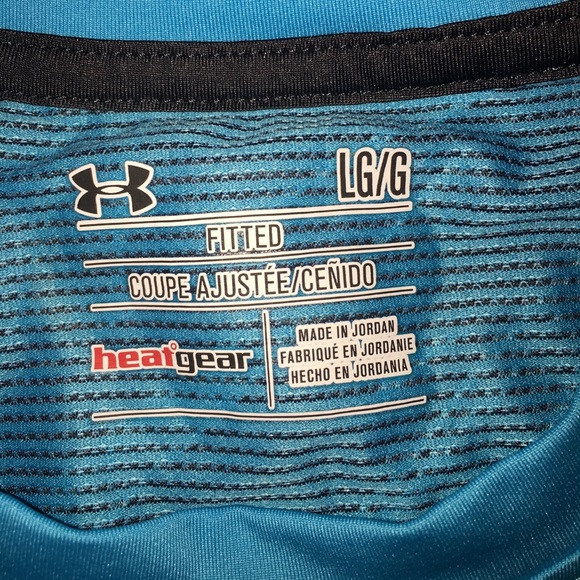 LG/G
FITTED
COUPE AJUSTÉE/CEÑIDO
heatgear
MADE IN JORDAN
FABRIQUÉ EN JORDANIE
HECHO EN JORDANIA